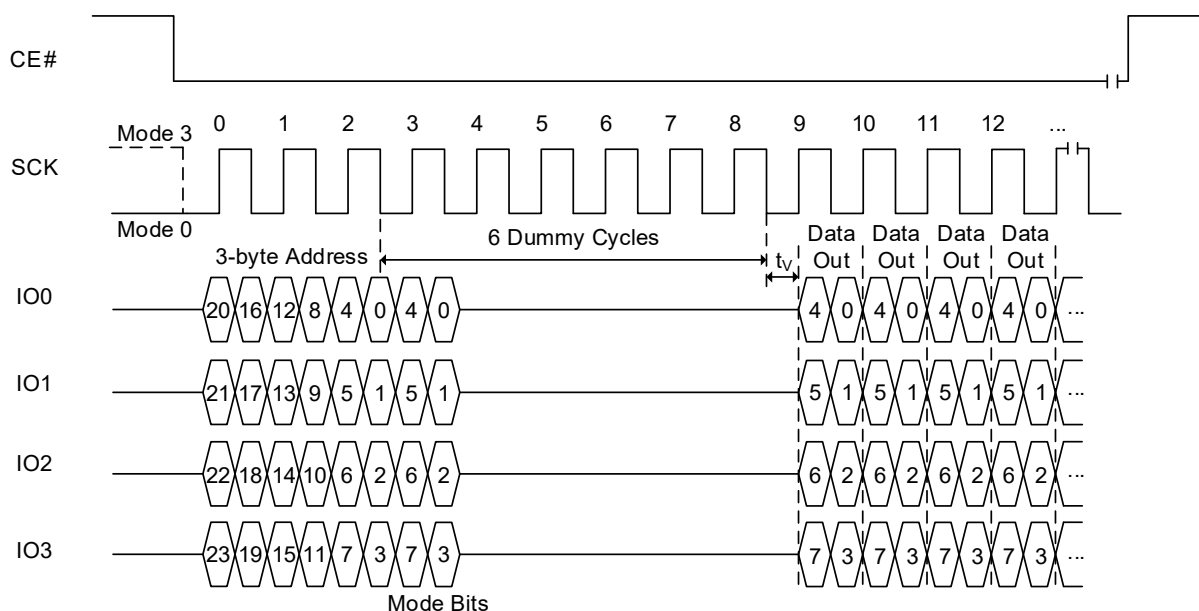 CE#
0 1 2 3 4 5 6 7 8 9 10 11 12 ...
Mode 3
SCK
Mode 0
6 Dummy Cycles
Data Data Data Data
3-byte Address
tV
Out Out Out Out
IO0 20 16 12 8 4 0 4 0 4 0 4 0 4 0 4 0 ...
IO1 21 17 13 9 5 1 5 1 5 1 5 1 5 1 5 1 ...
IO2 22 18 14 10 6 2 6 2 6 2 6 2 6 2 6 2 ...
IO3 23 19 15 11 7 3 7 3 7 3 7 3 7 3 7 3 ...
Mode Bits